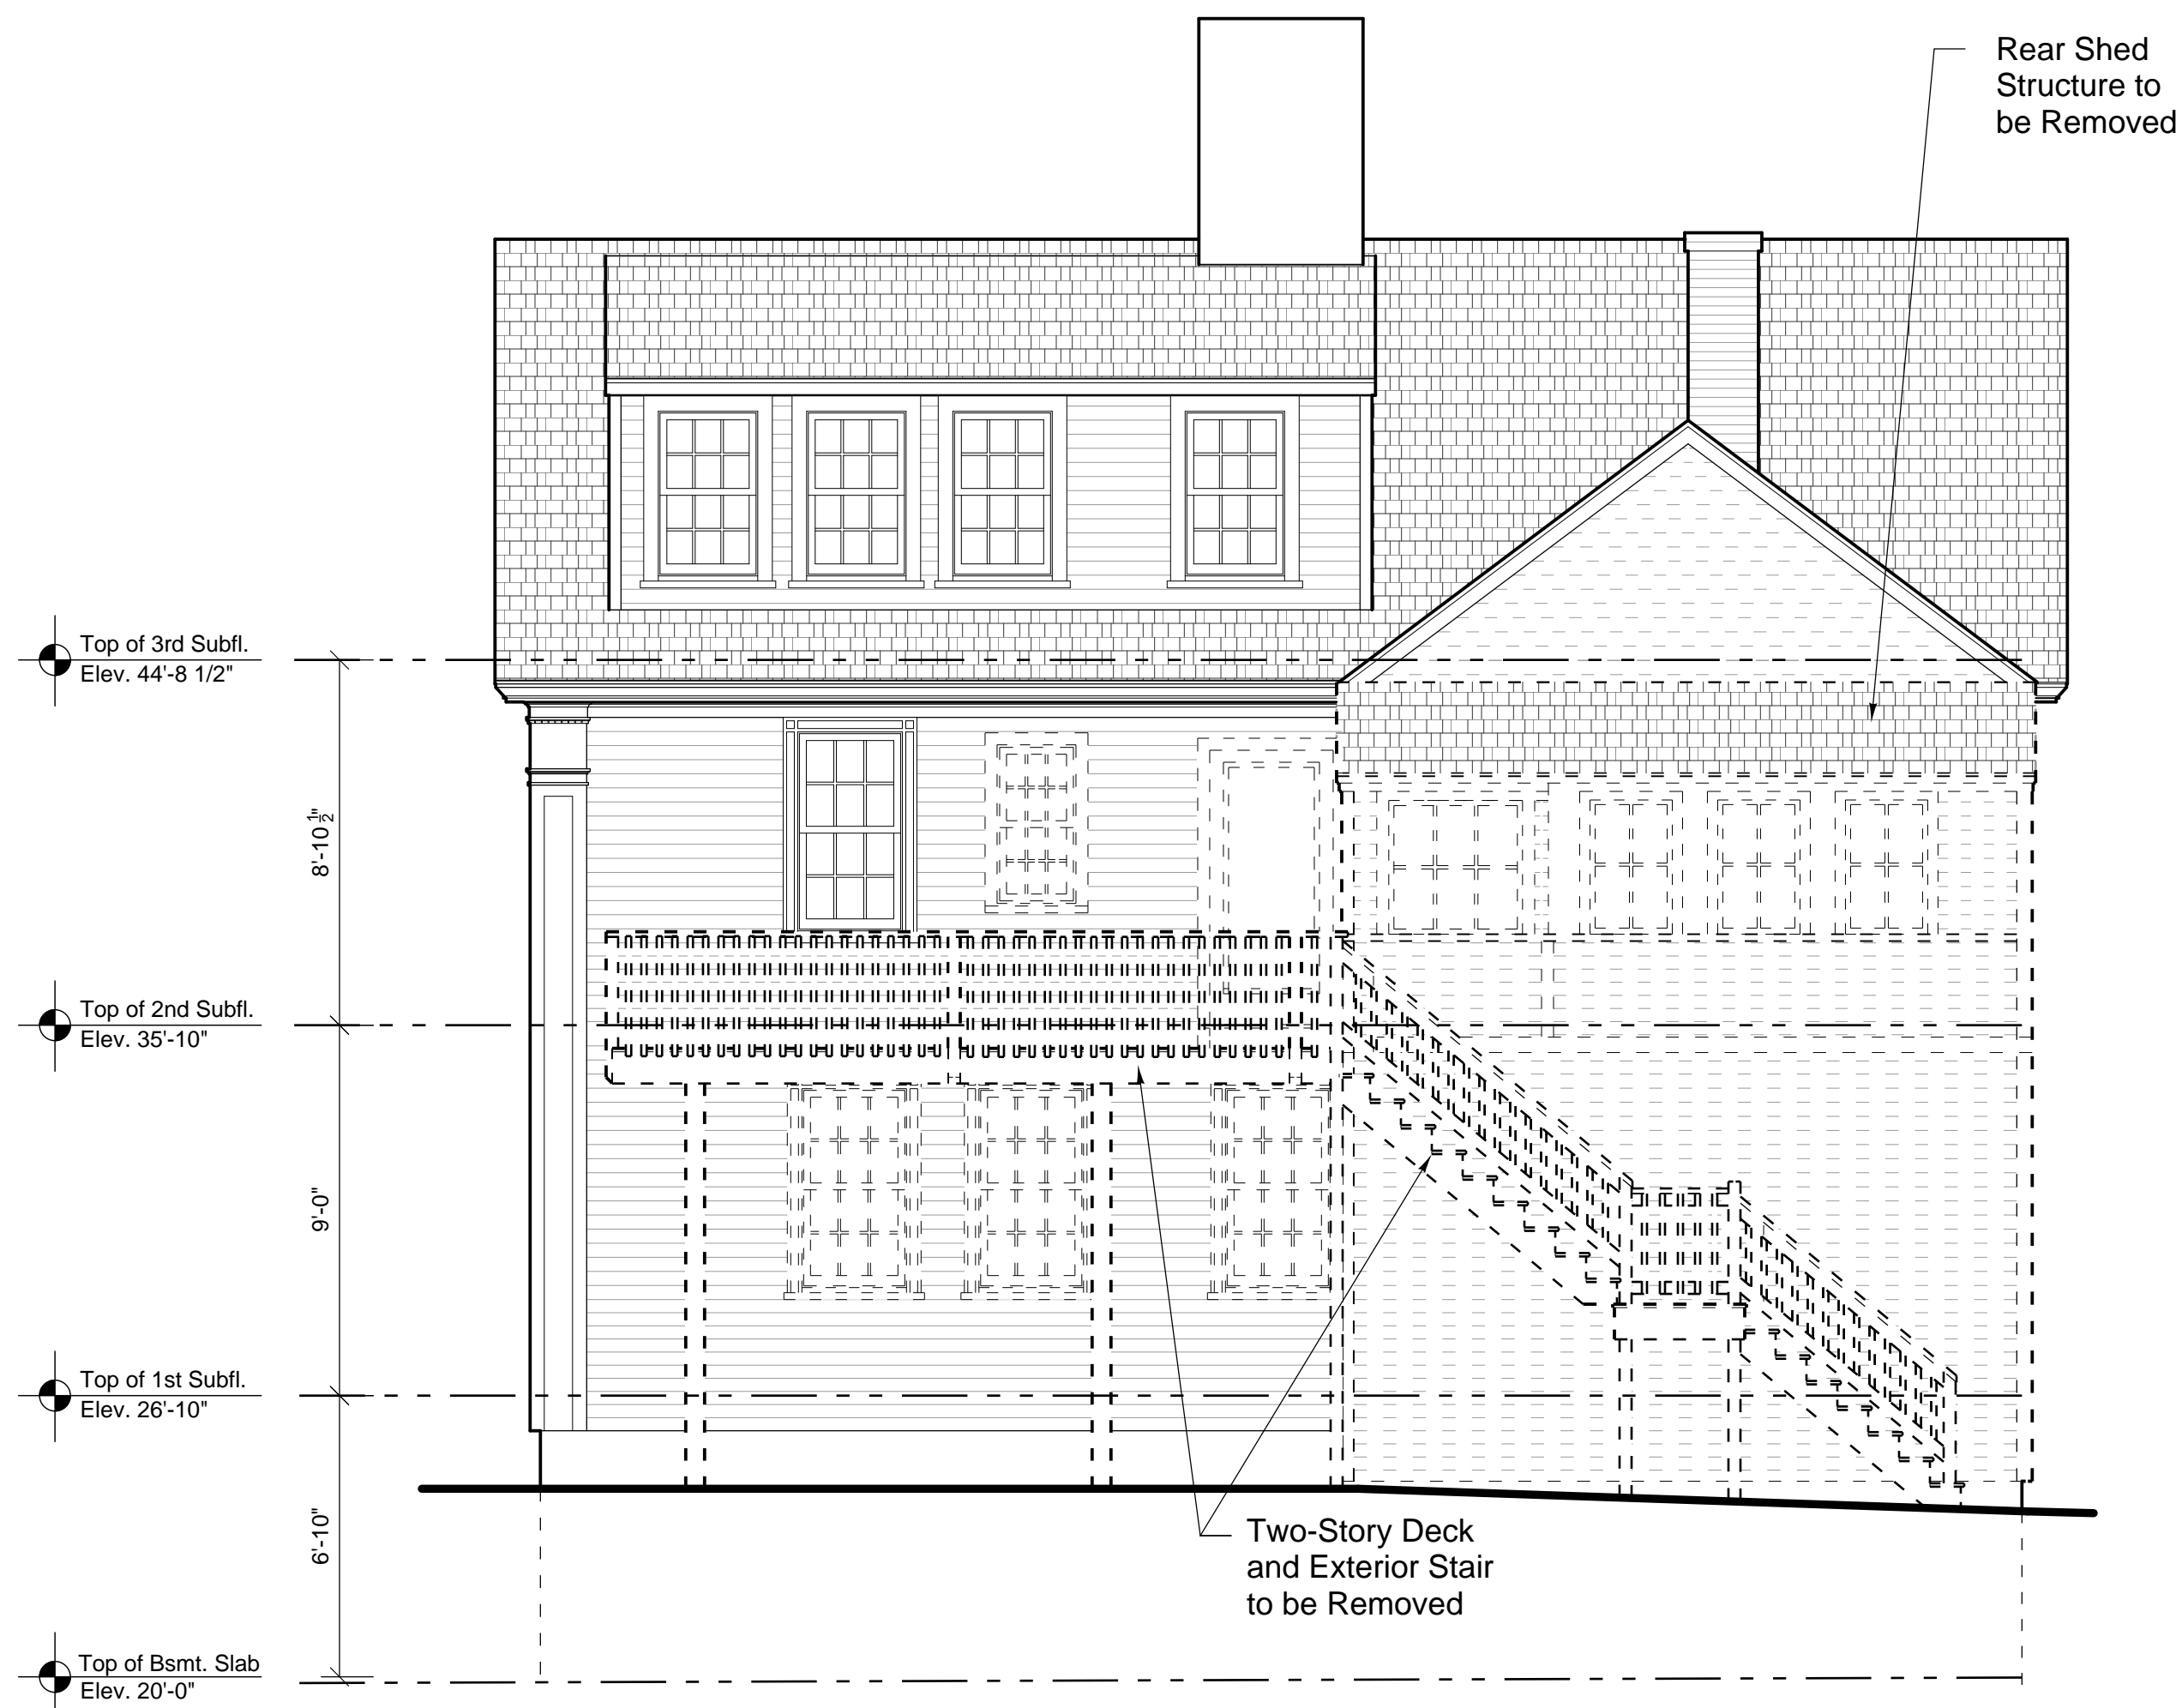 Rear Shed
Structure to
be Removed
Top of 3rd Subfl.
Elev. 44'-8 1/2"
8'-10 1/2"
Top of 2nd Subfl.
Elev. 35'-10"
9'-0"
Top of 1st Subfl.
Elev. 26'-10"
6'-10"
Two-Story Deck
and Exterior Stair
to be Removed
Top of Bsmt. Slab
Elev. 20'-0"